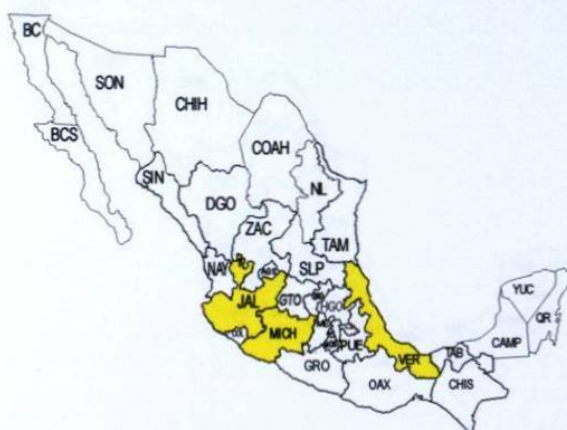 BC
SON
CHIH
BCS
COAH
SIN
NL
DGO
ZAC
TAM
NAY
SLP
JAL
GTO
HGO
MICH
PUE
VER
GRO
OAX
TAB
CHIS
CAMP
YUC
QR